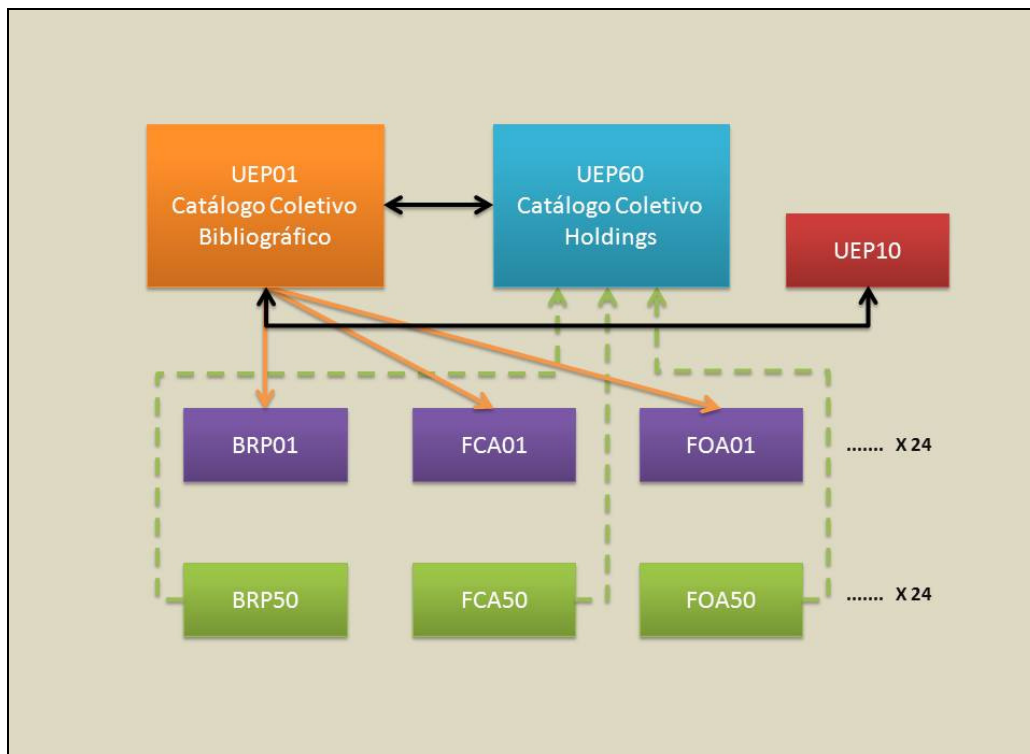 UEP01
Catálogo Coletivo
Bibliográfico
UEP60
Catálogo Coletivo
Holdings
UEP10
BRP01
FCA01
FOA01
....... X 24
BRP50
FCA50
FOA50
....... X 24